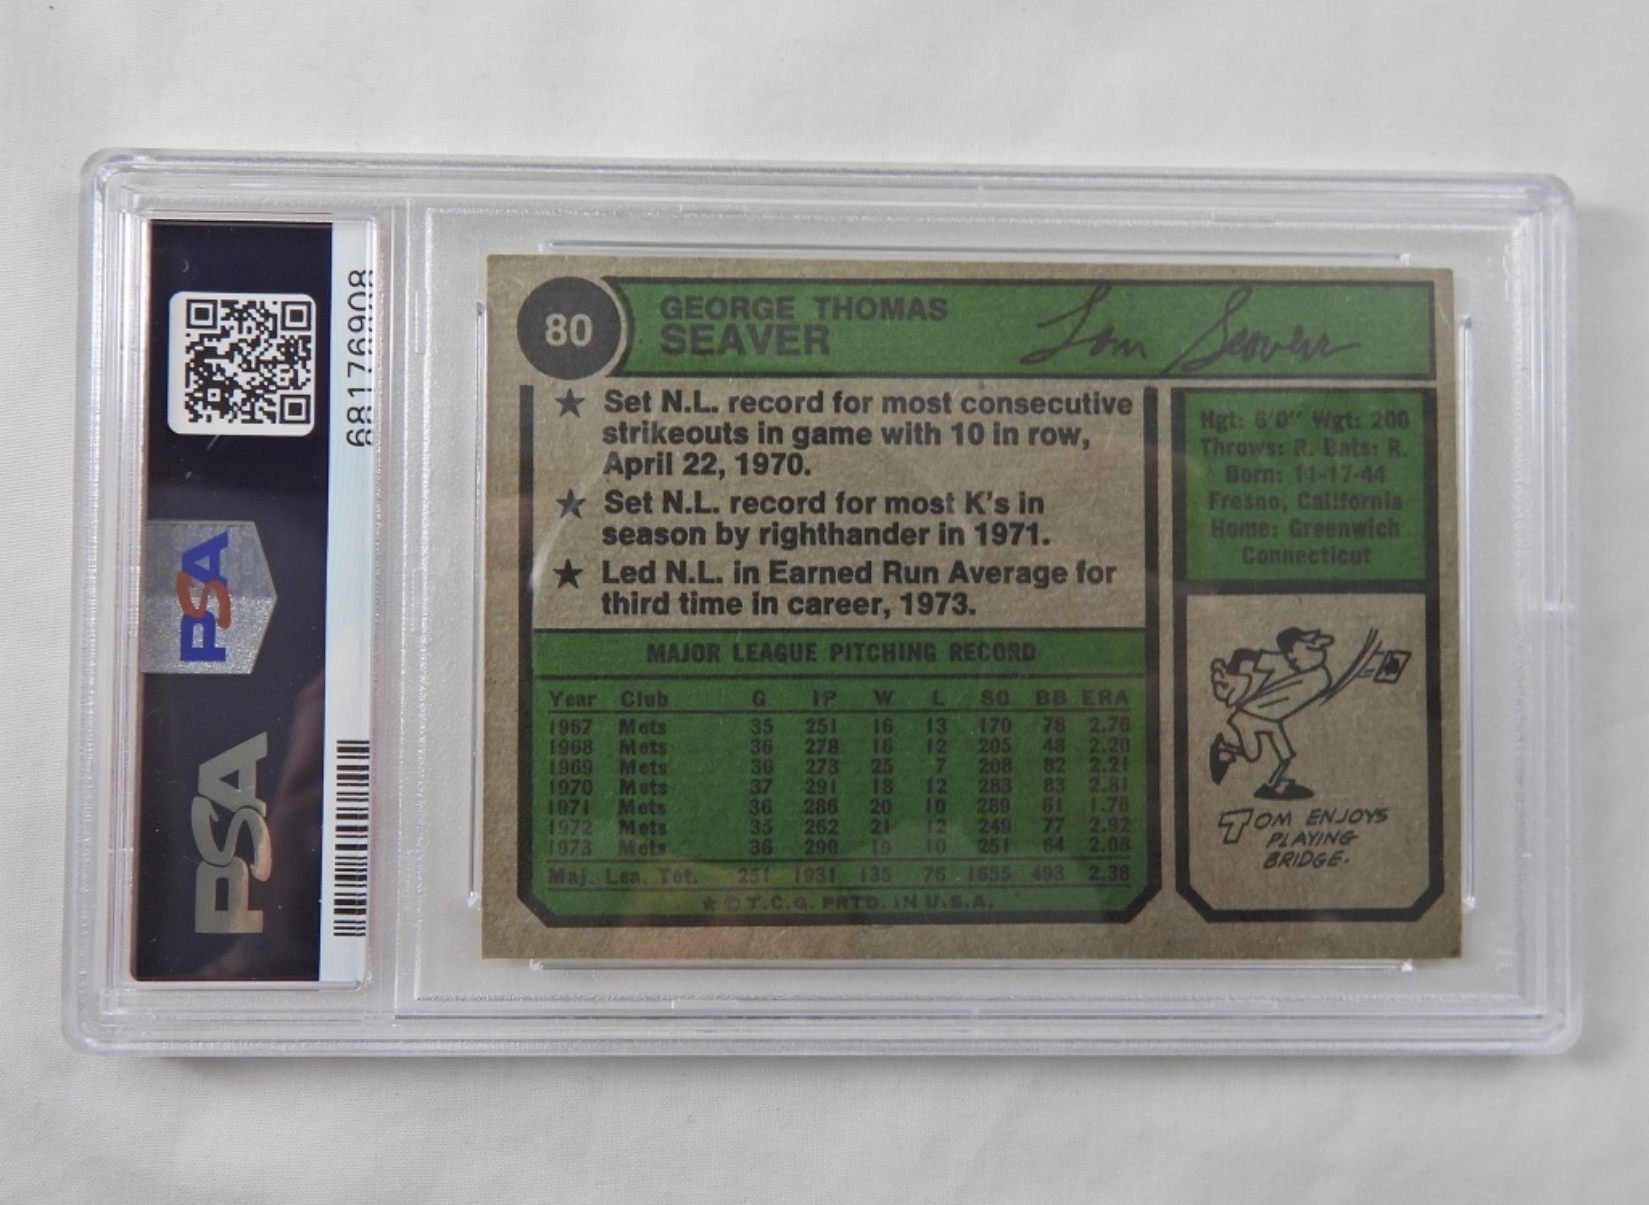 68176908
PSA
PSA
80
GEORGE THOMAS
SEAVER
Tom Seaver
★ Set N.L. record for most consecutive
strikeouts in game with 10 in row,
April 22, 1970.
★ Set N.L. record for most K's in
season by righthander in 1971.
★ Led N.L. in Earned Run Average for
third time in career, 1973.
MAJOR LEAGUE PITCHING RECORD
Year Club G IP W L SO BB ERA
1967 Mets 35 251 16 13 170 78 2.76
1968 Mets 36 278 16 12 205 48 2.20
1969 Mets 36 273 25 7 208 82 2.21
1970 Mets 37 291 18 12 283 83 2.81
1971 Mets 36 286 20 10 289 61 1.76
1972 Mets 35 262 21 12 249 77 2.92
1973 Mets 36 290 19 10 251 64 2.08
Maj. Lea. Tot. 251 1931 135 76 1655 493 2.38
★ © T.C.G. PRTD. IN U.S.A.
Hgt: 6'0" Wgt: 200
Throws: R. Bats: R.
Born: 11-17-44
Fresno, California
Home: Greenwich
Connecticut
TOM ENJOYS
PLAYING
BRIDGE.